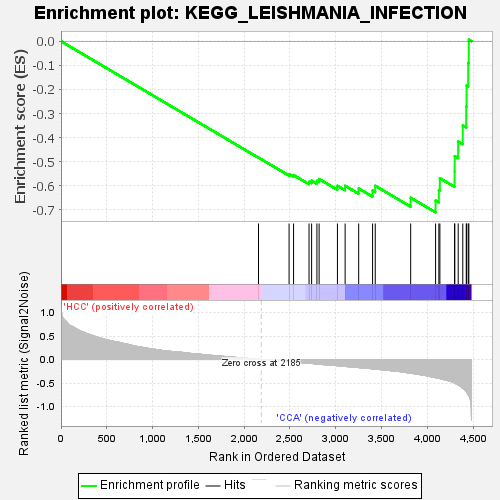 Enrichment plot: KEGG_LEISHMANIA_INFECTION
Enrichment score (ES)
0.0
-0.1
-0.2
-0.3
-0.4
-0.5
-0.6
-0.7
'HCC' (positively correlated)
Ranked list metric (Signal2Noise)
1.0
0.5
0.0
-0.5
-1.0
Zero cross at 2185
'CCA' (negatively correlated)
0 500 1,000 1,500 2,000 2,500 3,000 3,500 4,000 4,500
Rank in Ordered Dataset
Enrichment profile Hits Ranking metric scores